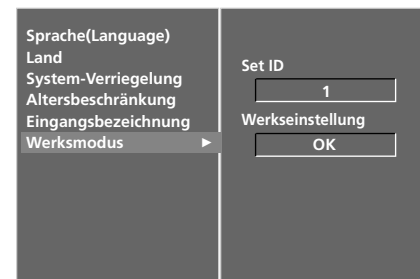 Sprache(Language)
Land
System-Verriegelung
Altersbeschränkung
Eingangsbezeichnung
Werksmodus ►
Set ID
1
Werkseinstellung
OK